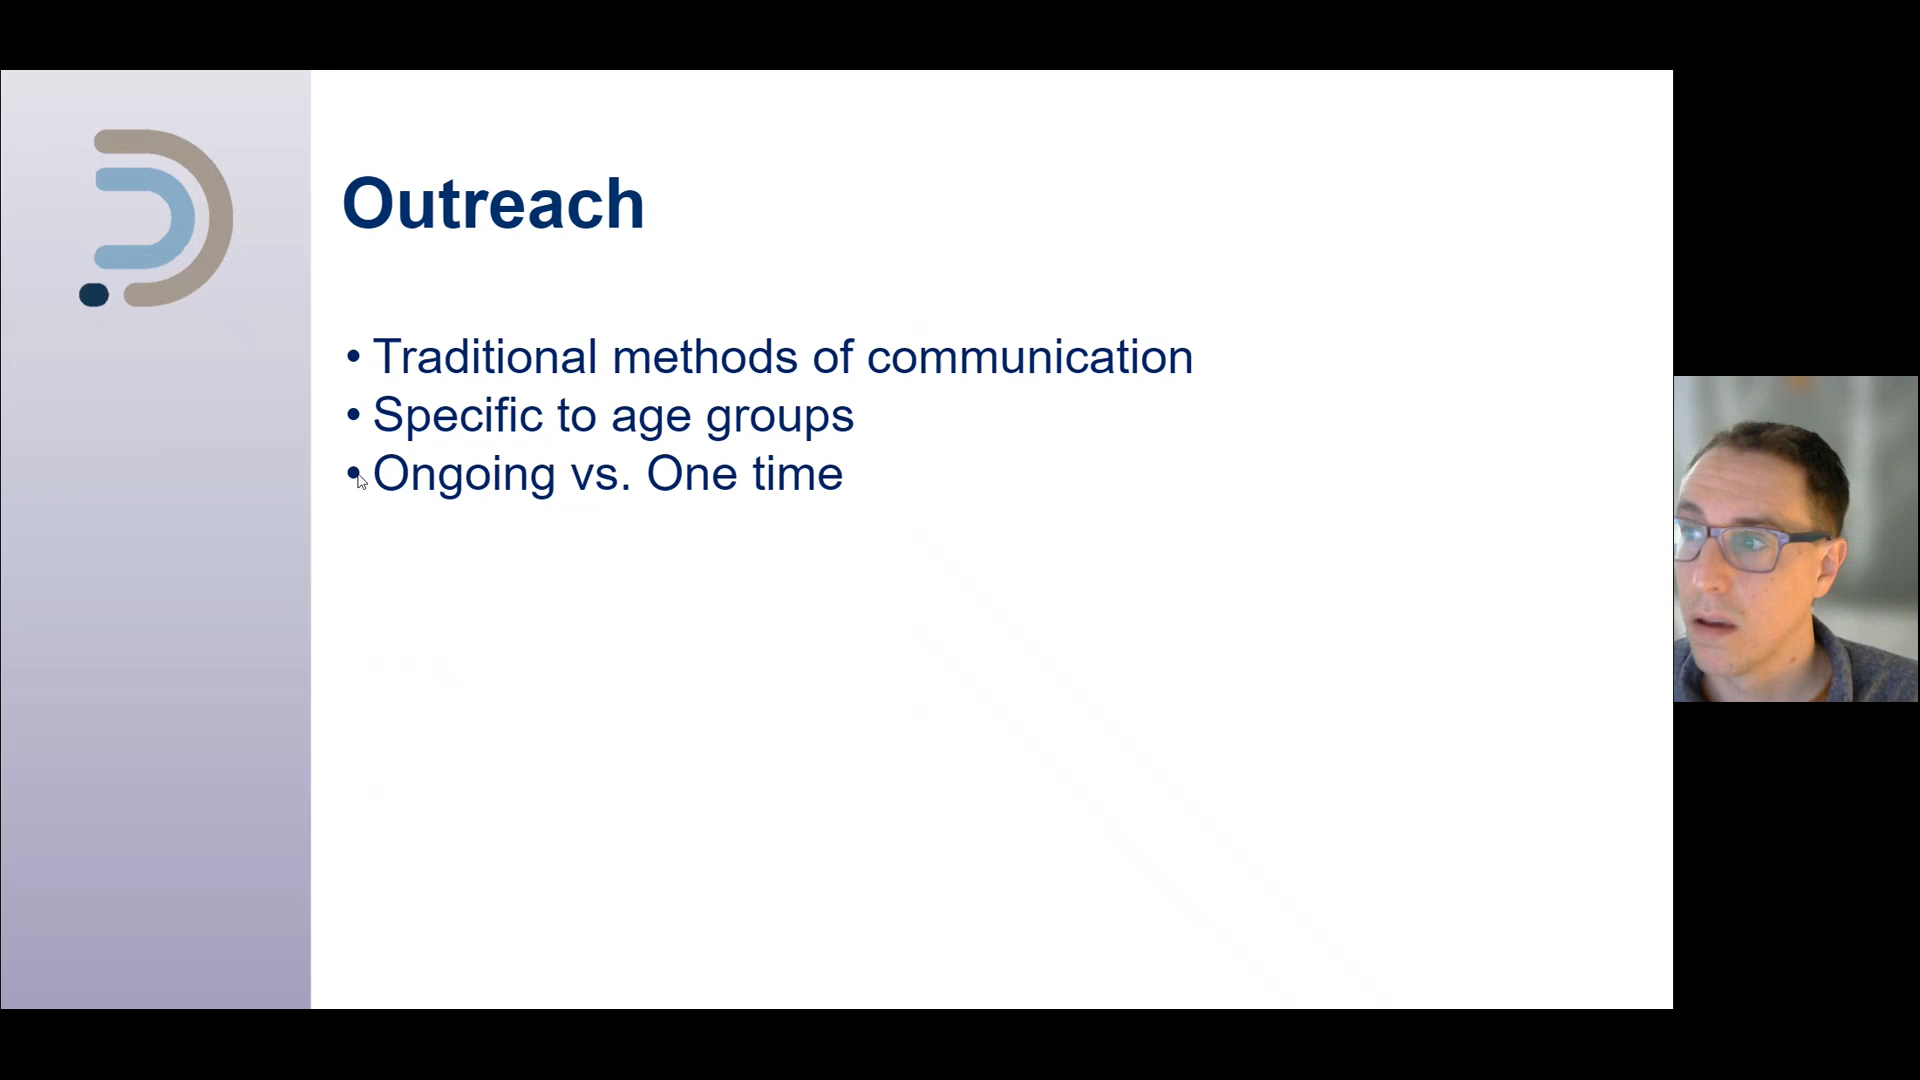 Outreach
• Traditional methods of communication
• Specific to age groups
• Ongoing vs. One time